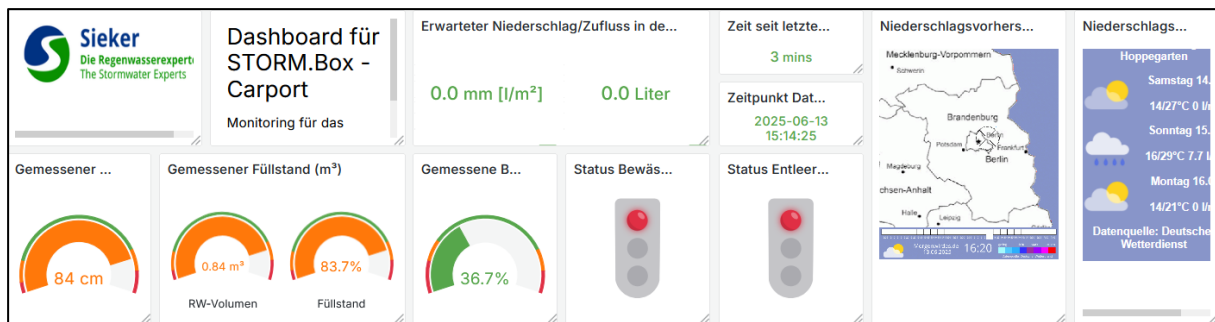 Sieker
Die Regenwasserexperte
The Stormwater Experts
Dashboard für
STORM.Box -
Carport
Monitoring für das
Erwarteter Niederschlag/Zufluss in de...
0.0 mm [l/m²]
0.0 Liter
Zeit seit letzte...
3 mins
Zeitpunkt Dat...
2025-06-13
15:14:25
Niederschlagsvorhers...
Mecklenburg-Vorpommern
Schwerin
Brandenburg
Berlin
Potsdam
Frankfurt
Berlin
Magdeburg
chsen-Anhalt
Halle
Leipzig
16:20
Niederschlags...
Hoppegarten
Samstag 14.
14/27°C 0 l/
Sonntag 15.
16/29°C 7.7 l
Montag 16.
14/21°C 0 l/
Datenquelle: Deutsche
Wetterdienst
Gemessener ...
84 cm
Gemessener Füllstand (m³)
0.84 m³
RW-Volumen
83.7%
Füllstand
Gemessene B...
36.7%
Status Bewäs...
Status Entleer...